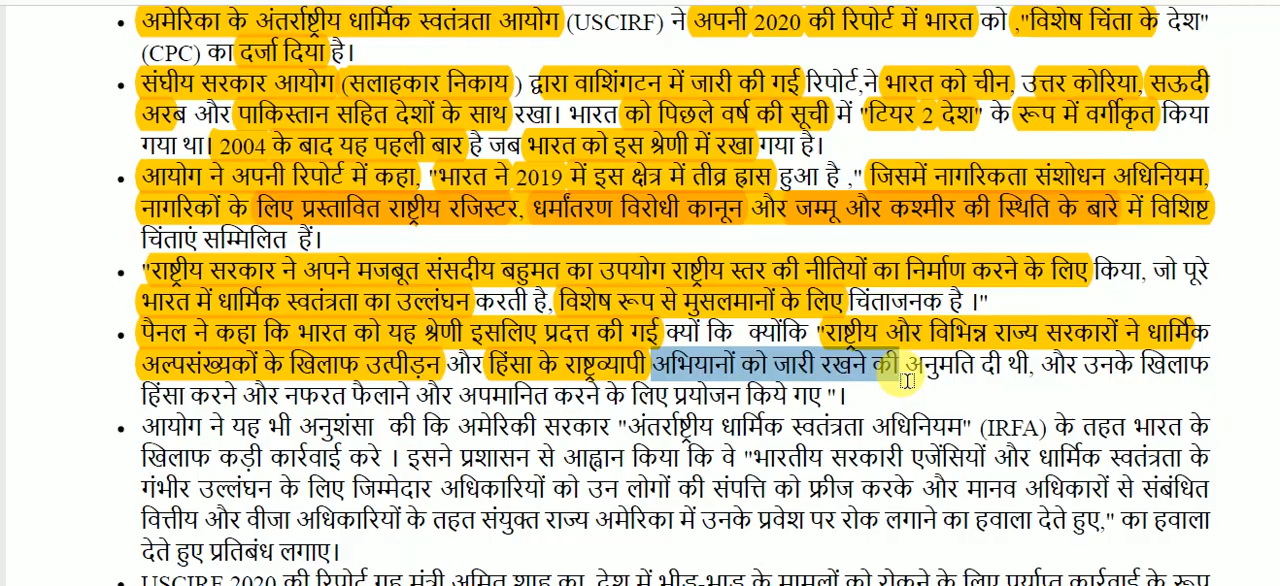 • अमेरिका के अंतर्राष्ट्रीय धार्मिक स्वतंत्रता आयोग (USCIRF) ने अपनी 2020 की रिपोर्ट में भारत को ,"विशेष चिंता के देश"
(CPC) का दर्जा दिया है।
• संघीय सरकार आयोग (सलाहकार निकाय ) द्वारा वाशिंगटन में जारी की गई रिपोर्ट,ने भारत को चीन, उत्तर कोरिया, सऊदी
अरब और पाकिस्तान सहित देशों के साथ रखा। भारत को पिछले वर्ष की सूची में "टियर 2 देश" के रूप में वर्गीकृत किया
गया था। 2004 के बाद यह पहली बार है जब भारत को इस श्रेणी में रखा गया है।
• आयोग ने अपनी रिपोर्ट में कहा, "भारत ने 2019 में इस क्षेत्र में तीव्र ह्रास हुआ है ," जिसमें नागरिकता संशोधन अधिनियम,
नागरिकों के लिए प्रस्तावित राष्ट्रीय रजिस्टर, धर्मांतरण विरोधी कानून और जम्मू और कश्मीर की स्थिति के बारे में विशिष्ट
चिंताएं सम्मिलित हैं।
• "राष्ट्रीय सरकार ने अपने मजबूत संसदीय बहुमत का उपयोग राष्ट्रीय स्तर की नीतियों का निर्माण करने के लिए किया, जो पूरे
भारत में धार्मिक स्वतंत्रता का उल्लंघन करती है, विशेष रूप से मुसलमानों के लिए चिंताजनक है ।"
• पैनल ने कहा कि भारत को यह श्रेणी इसलिए प्रदत्त की गई क्यों कि क्योंकि "राष्ट्रीय और विभिन्न राज्य सरकारों ने धार्मिक
अल्पसंख्यकों के खिलाफ उत्पीड़न और हिंसा के राष्ट्रव्यापी अभियानों को जारी रखने की अनुमति दी थी, और उनके खिलाफ
हिंसा करने और नफरत फैलाने और अपमानित करने के लिए प्रयोजन किये गए "।
• आयोग ने यह भी अनुशंसा की कि अमेरिकी सरकार "अंतर्राष्ट्रीय धार्मिक स्वतंत्रता अधिनियम" (IRFA) के तहत भारत के
खिलाफ कड़ी कार्रवाई करे । इसने प्रशासन से आह्वान किया कि वे "भारतीय सरकारी एजेंसियों और धार्मिक स्वतंत्रता के
गंभीर उल्लंघन के लिए जिम्मेदार अधिकारियों को उन लोगों की संपत्ति को फ्रीज करके और मानव अधिकारों से संबंधित
वित्तीय और वीजा अधिकारियों के तहत संयुक्त राज्य अमेरिका में उनके प्रवेश पर रोक लगाने का हवाला देते हुए," का हवाला
देते हुए प्रतिबंध लगाए।
• USCIRF 2020 की रिपोर्ट गृह मंत्री अमित शाह का, देश में भीड़-भाड़ के मामलों को रोकने के लिए पर्याप्त कार्रवाई के रूप